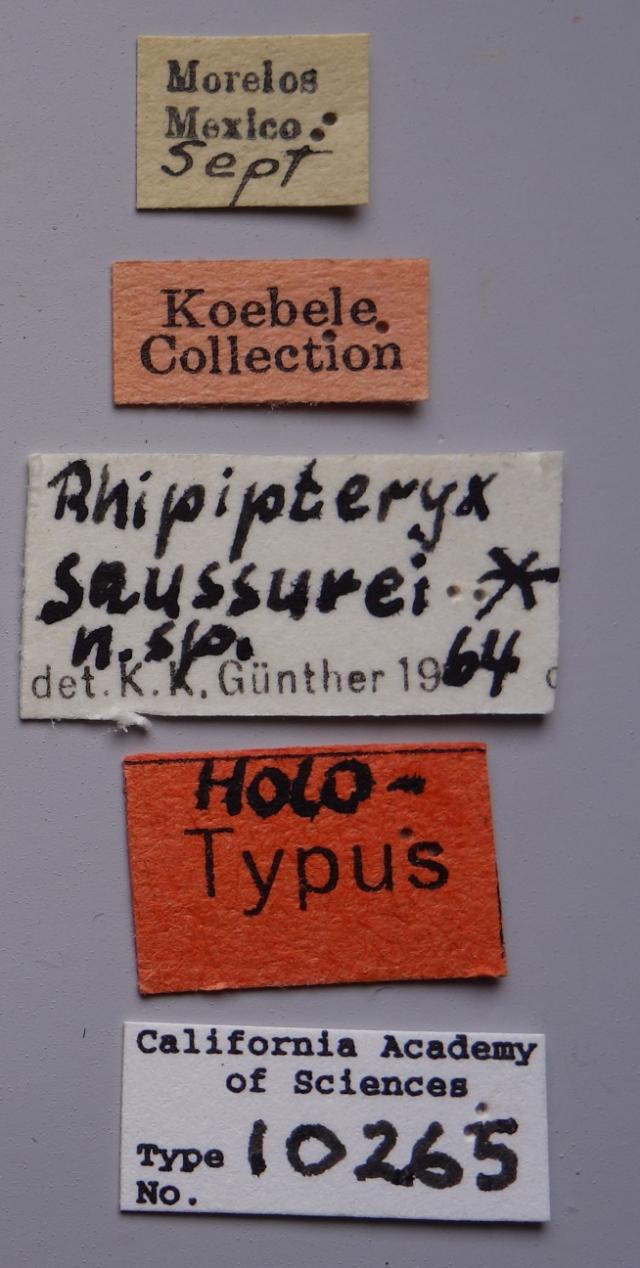 Morelos
Mexico.
Sept
Koebele
Collection
Rhipipteryx
saussurei *
n.sp.
det. K.K. Günther 1964
Holo-
Typus
California Academy
of Sciences
Type 10265
No.